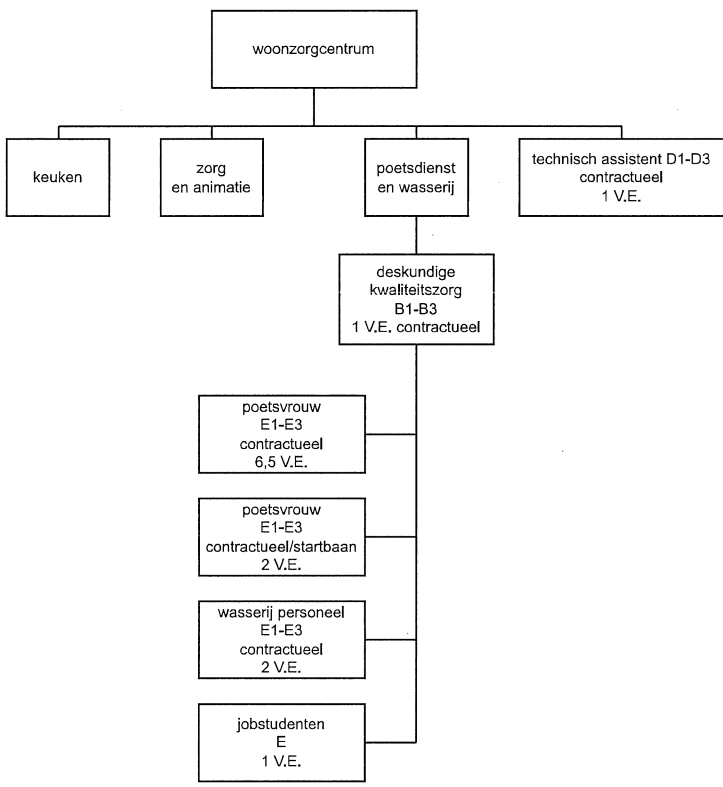 woonzorgcentrum
keuken
zorg
en animatie
poetsdienst
en wasserij
technisch assistent D1-D3
contractueel
1 V.E.
deskundige
kwaliteitszorg
B1-B3
1 V.E. contractueel
poetsvrouw
E1-E3
contractueel
6,5 V.E.
poetsvrouw
E1-E3
contractueel/startbaan
2 V.E.
wasserij personeel
E1-E3
contractueel
2 V.E.
jobstudenten
E
1 V.E.